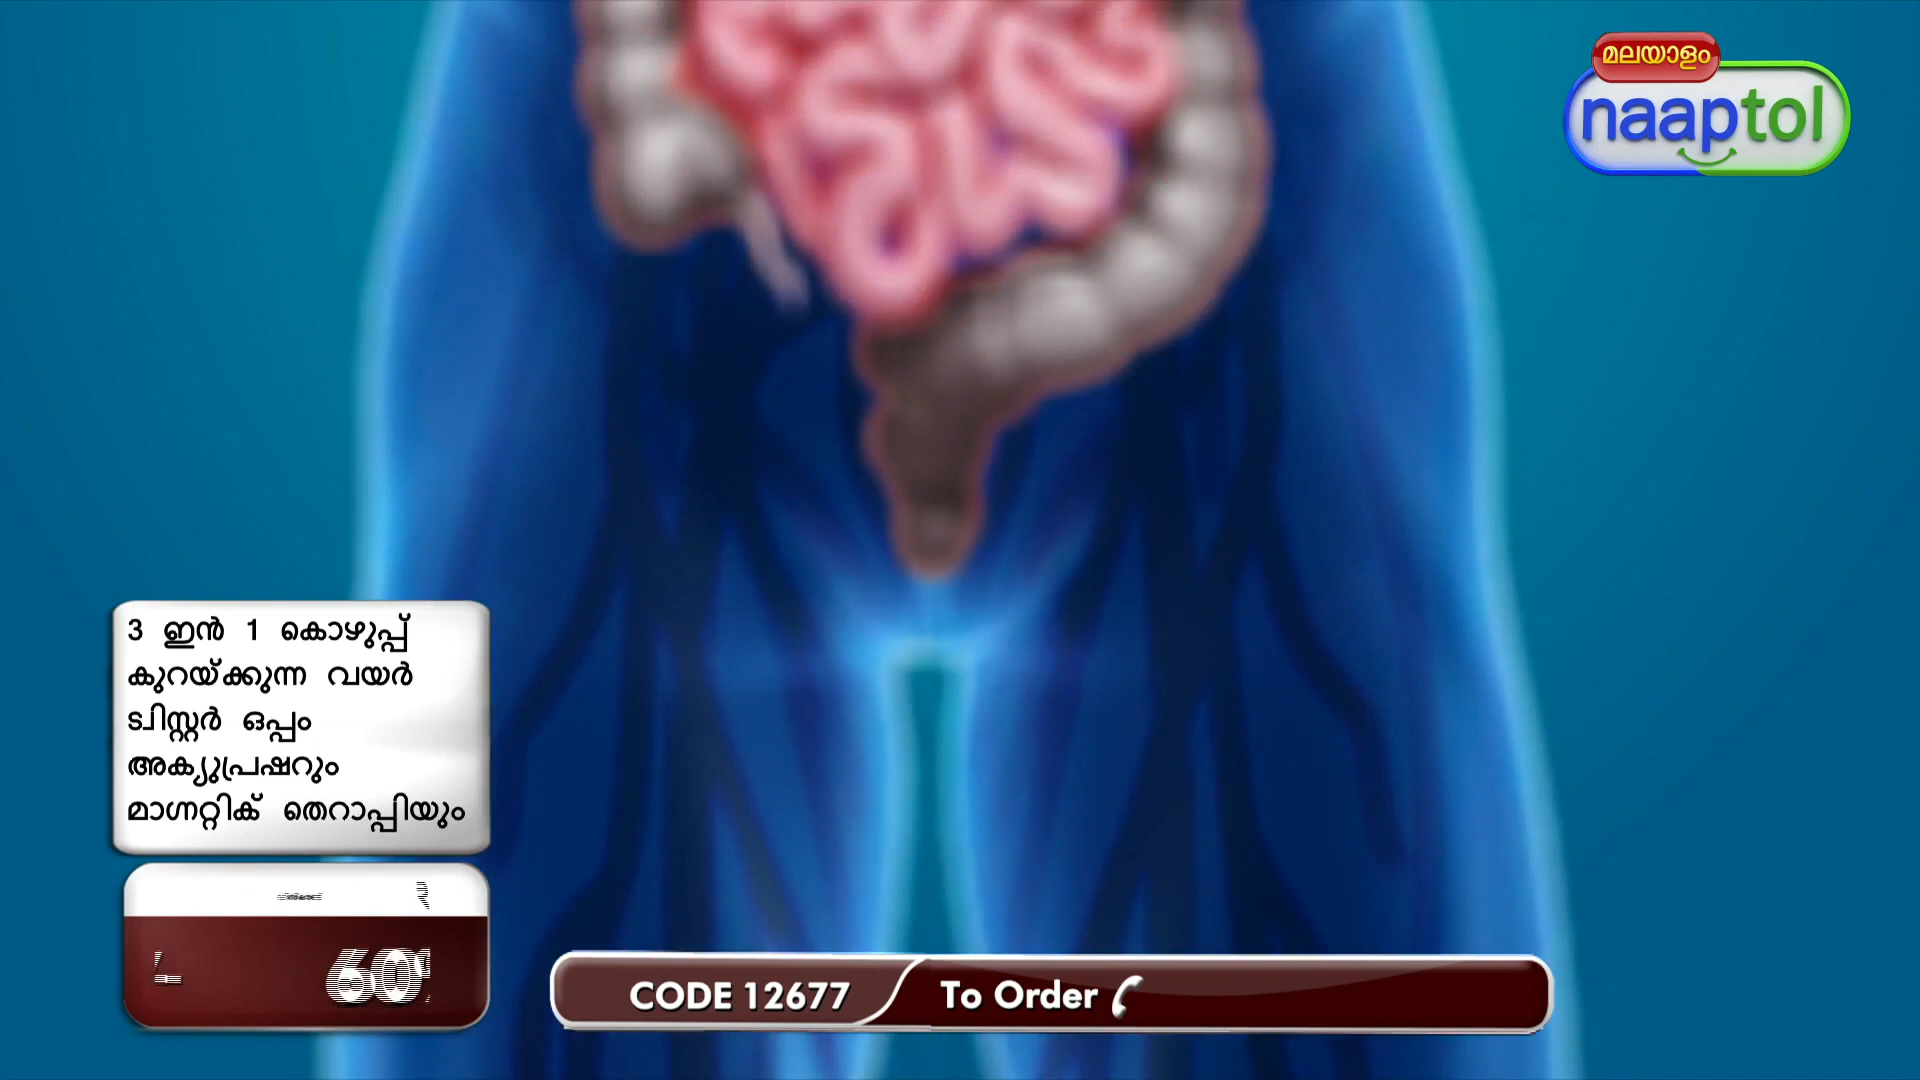 മലയാളം
naaptol
3 ഇൻ 1 കൊഴുപ്പ്
കുറയ്ക്കുന്ന വയർ
ട്വിസ്റ്റർ ഒപ്പം
അക്യുപ്രഷറും
മാഗ്നറ്റിക് തെറാപ്പിയും
CODE 12677 To Order